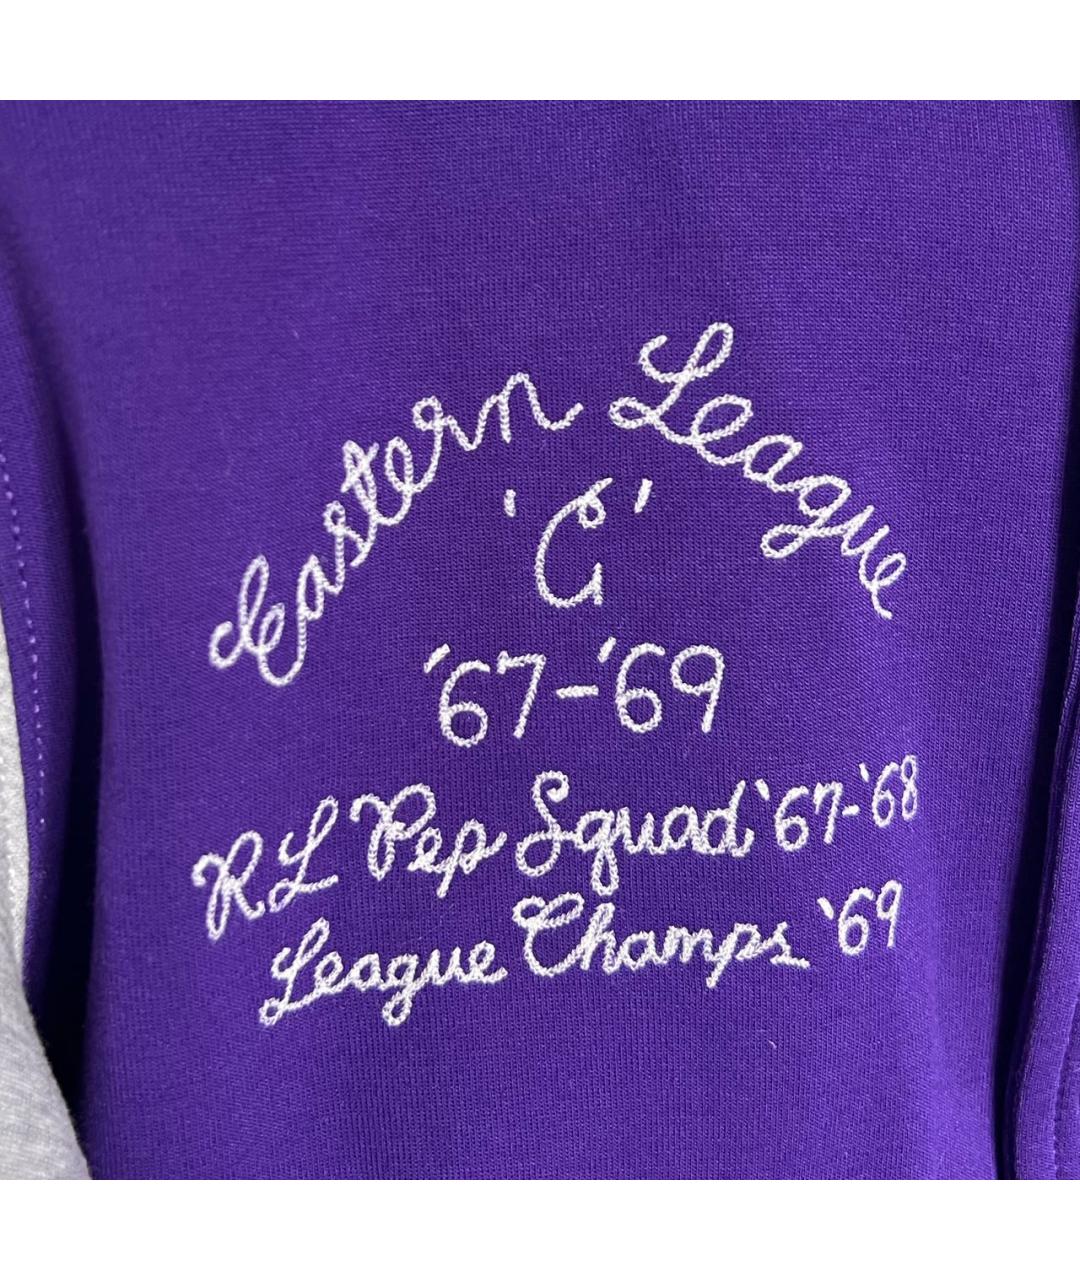 Eastern League
'G'
'67-'69
RL Pep Squad '67-'68
League Champs '69